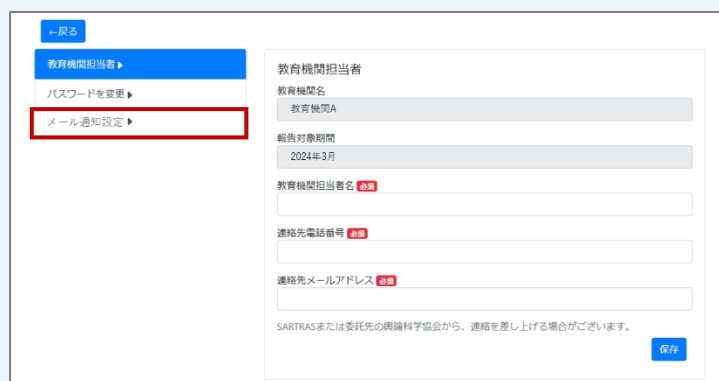 ←戻る
教育機関担当者▶
パスワードを変更▶
メール通知設定▶
教育機関担当者
教育機関名
教育機関A
報告対象期間
2024年3月
教育機関担当者名 必須
連絡先電話番号 必須
連絡先メールアドレス 必須
SARTRASまたは委託先の輿論科学協会から、連絡を差し上げる場合がございます。
保存